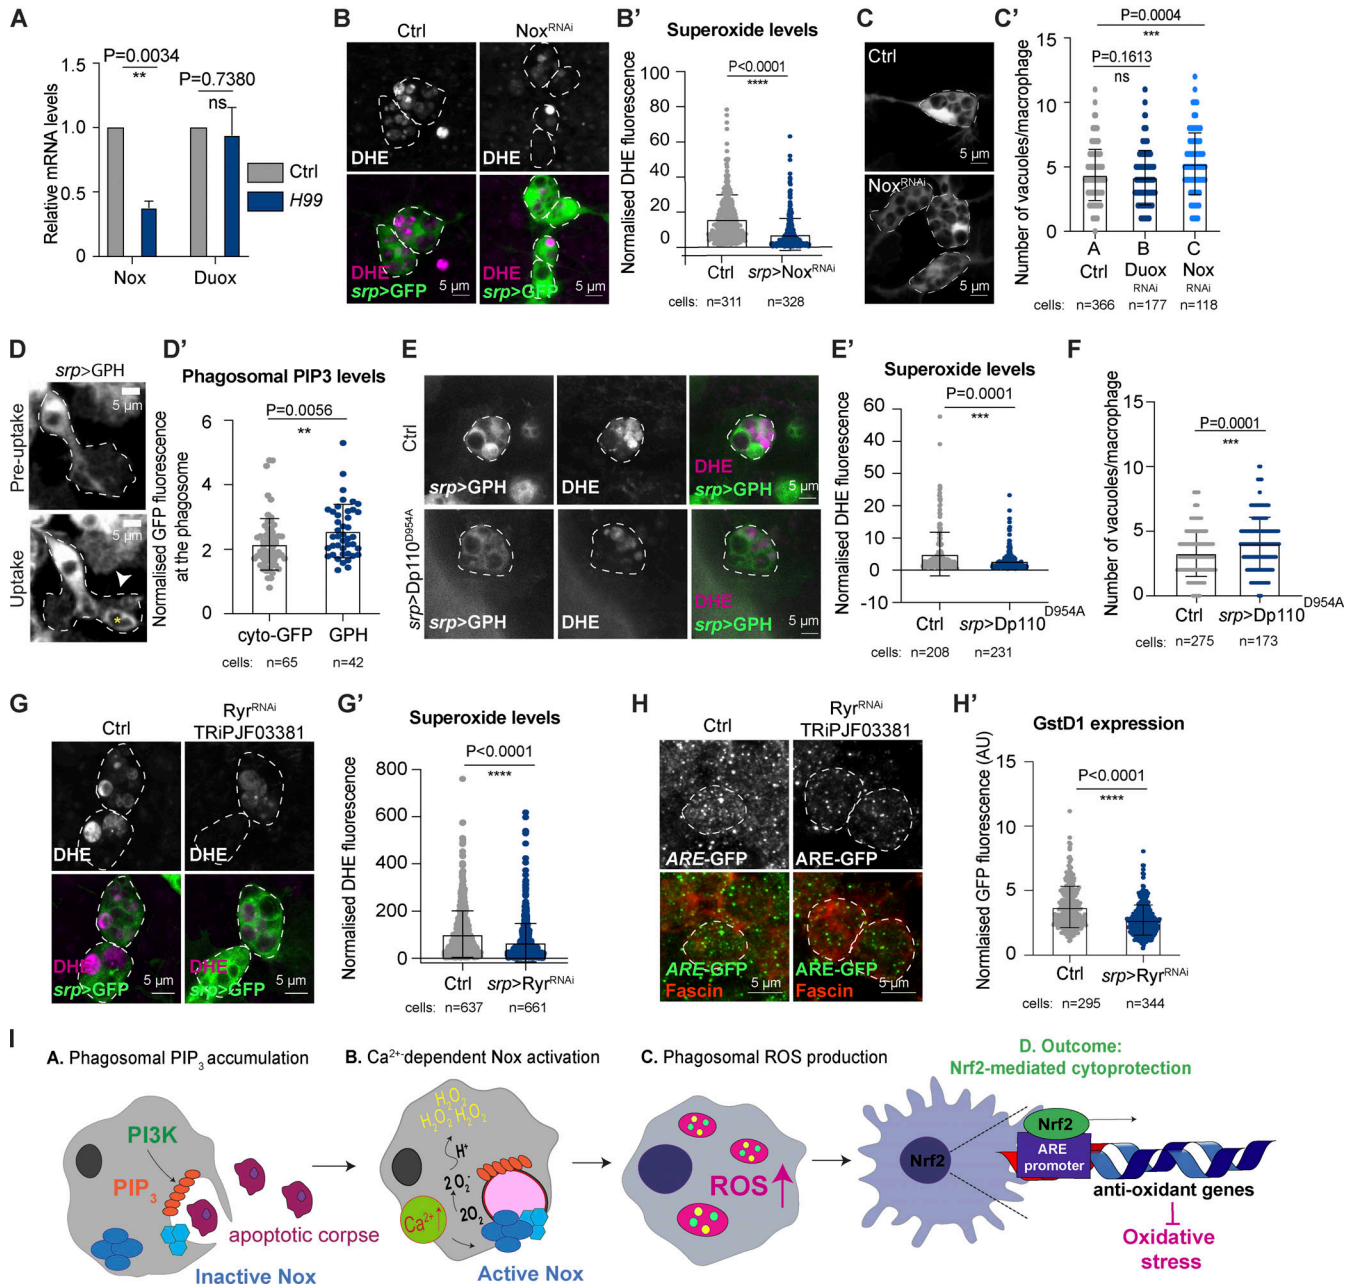 A
P=0.0034
**
P=0.7380
ns
Relative mRNA levels
1.5
1.0
0.5
0
Nox
Duox
Ctrl
H99
B
Ctrl
Nox^RNAi
DHE
DHE
DHE
srp>GFP
5 µm
DHE
srp>GFP
5 µm
B'
Superoxide levels
P<0.0001
****
Normalised DHE fluorescence
100
80
60
40
20
0
Ctrl
srp>Nox^RNAi
cells: n=311 n=328
C
Ctrl
5 µm
Nox^RNAi
5 µm
C'
P=0.0004
***
P=0.1613
ns
Number of vacuoles/macrophage
15
10
5
0
A B C
Ctrl Duox Nox
RNAi RNAi
cells: n=366 n=177 n=118
D
srp>GPH
Pre-uptake
5 µm
Uptake
5 µm
*
D'
Phagosomal PIP3 levels
P=0.0056
**
Normalised GFP fluorescence
at the phagosome
6
4
2
0
cyto-GFP
GPH
cells: n=65 n=42
E
Ctrl
srp>GPH
DHE
DHE
srp>GPH
5 µm
srp>Dp110^D954A
srp>GPH
DHE
DHE
srp>GPH
5 µm
E'
Superoxide levels
P=0.0001
***
Normalised DHE fluorescence
60
40
20
10
0
-10
Ctrl
srp>Dp110^D954A
cells: n=208 n=231
F
P=0.0001
***
Number of vacuoles/macrophage
15
10
5
0
Ctrl
srp>Dp110^D954A
cells: n=275 n=173
G
Ctrl
Ryr^RNAi
TRiPJF03381
DHE
DHE
DHE
srp>GFP
5 µm
DHE
srp>GFP
5 µm
G'
Superoxide levels
P<0.0001
****
Normalised DHE fluorescence
800
600
400
200
0
Ctrl
srp>Ryr^RNAi
cells: n=637 n=661
H
Ctrl
Ryr^RNAi
TRiPJF03381
ARE-GFP
ARE-GFP
ARE-GFP
Fascin
5 µm
ARE-GFP
Fascin
5 µm
H'
GstD1 expression
P<0.0001
****
Normlaised GFP fluorescence (AU)
15
10
5
0
Ctrl
srp>Ryr^RNAi
cells: n=295 n=344
I
A. Phagosomal PIP₃ accumulation
PI3K
PIP₃
apoptotic corpse
Inactive Nox
B. Ca²⁺-dependent Nox activation
H₂O₂
H₂O₂ H₂O₂
H⁺
2O₂⁻
2O₂
Ca²⁺
Active Nox
C. Phagosomal ROS production
ROS
D. Outcome:
Nrf2-mediated cytoprotection
Nrf2
Nrf2
ARE
promoter
anti-oxidant genes
Oxidative
stress